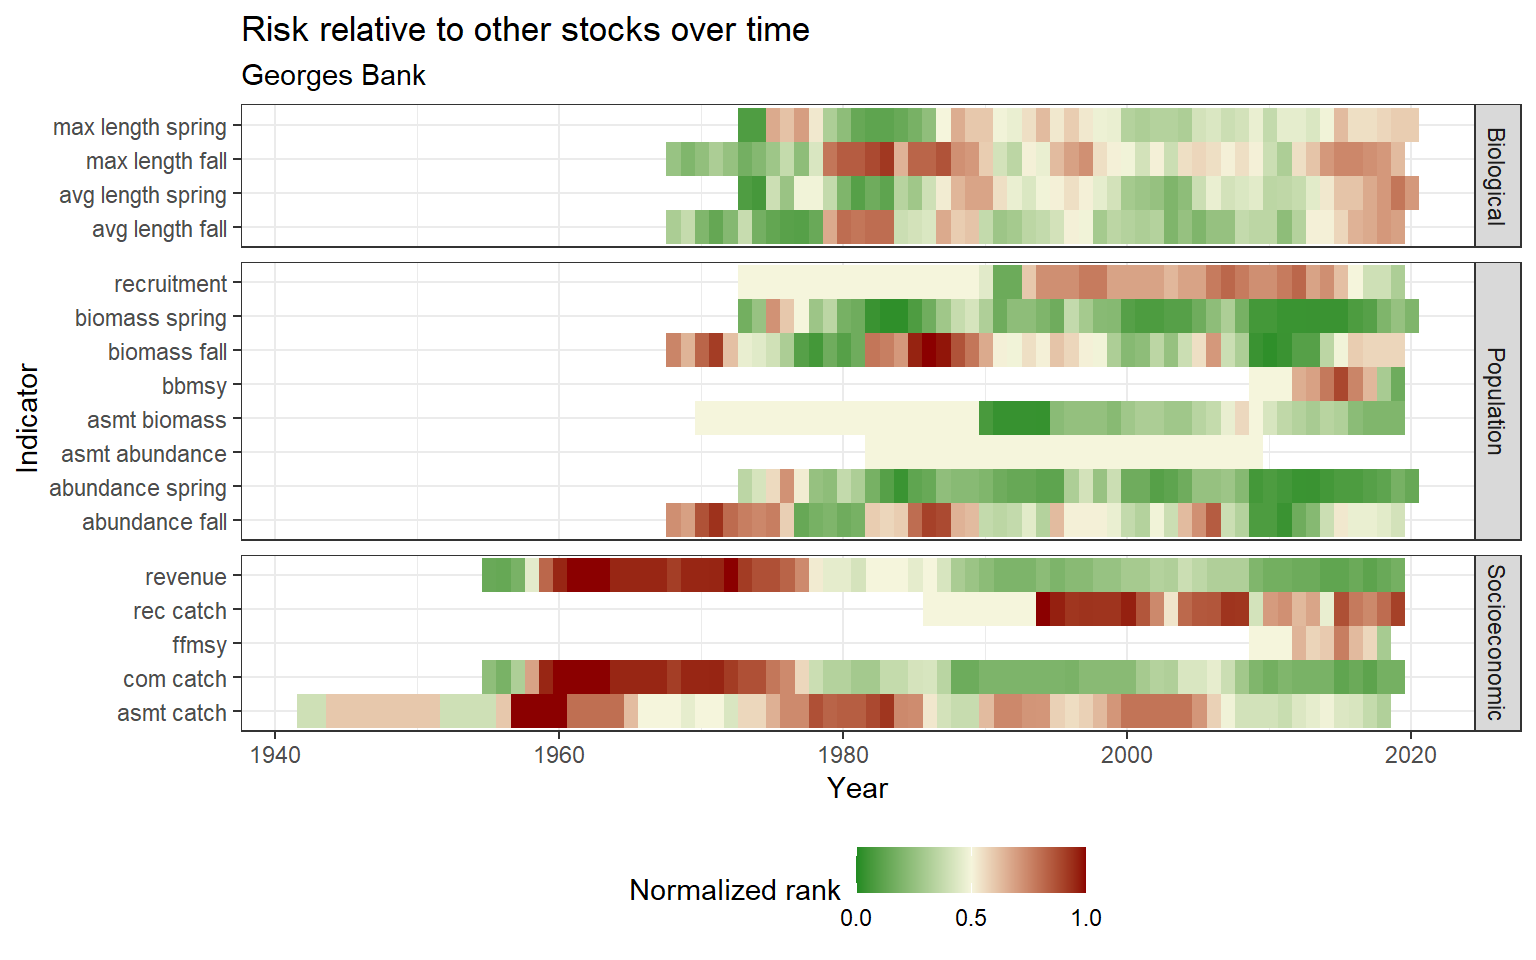 Risk relative to other stocks over time
Georges Bank
max length spring
max length fall
avg length spring
avg length fall
Biological
recruitment
biomass spring
biomass fall
bbmsy
asmt biomass
asmt abundance
abundance spring
abundance fall
Population
revenue
rec catch
ffmsy
com catch
asmt catch
Socioeconomic
Indicator
1940 1960 1980 2000 2020
Year
Normalized rank
0.0 0.5 1.0